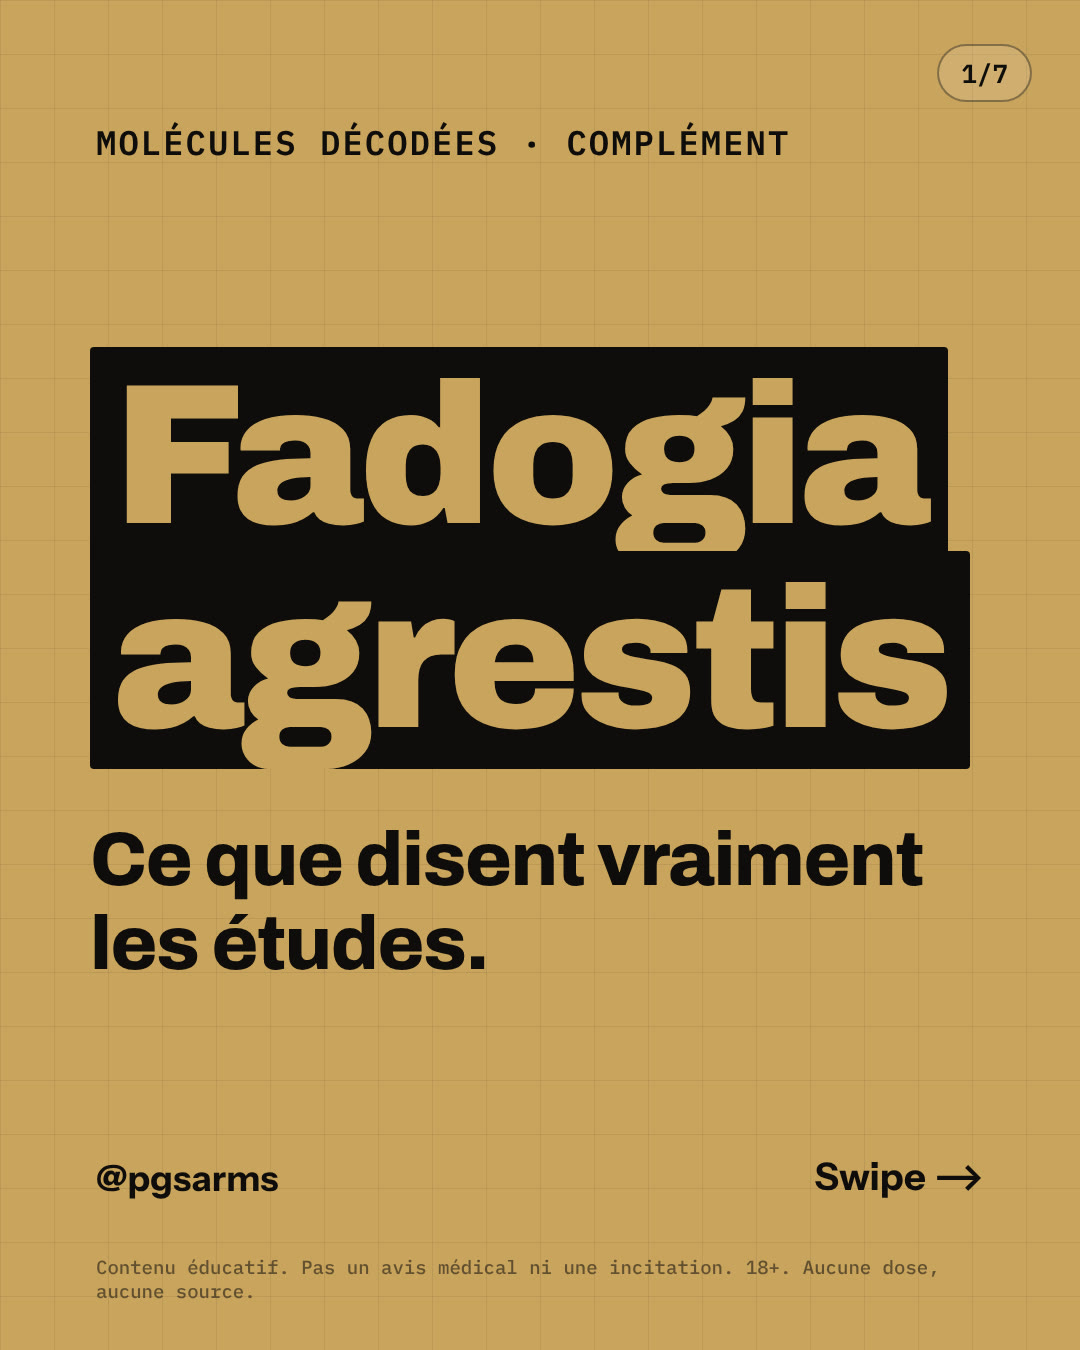 1/7
MOLÉCULES DÉCODÉES · COMPLÉMENT
Fadogia
agrestis
Ce que disent vraiment
les études.
@pgsarms
Swipe →
Contenu éducatif. Pas un avis médical ni une incitation. 18+. Aucune dose,
aucune source.